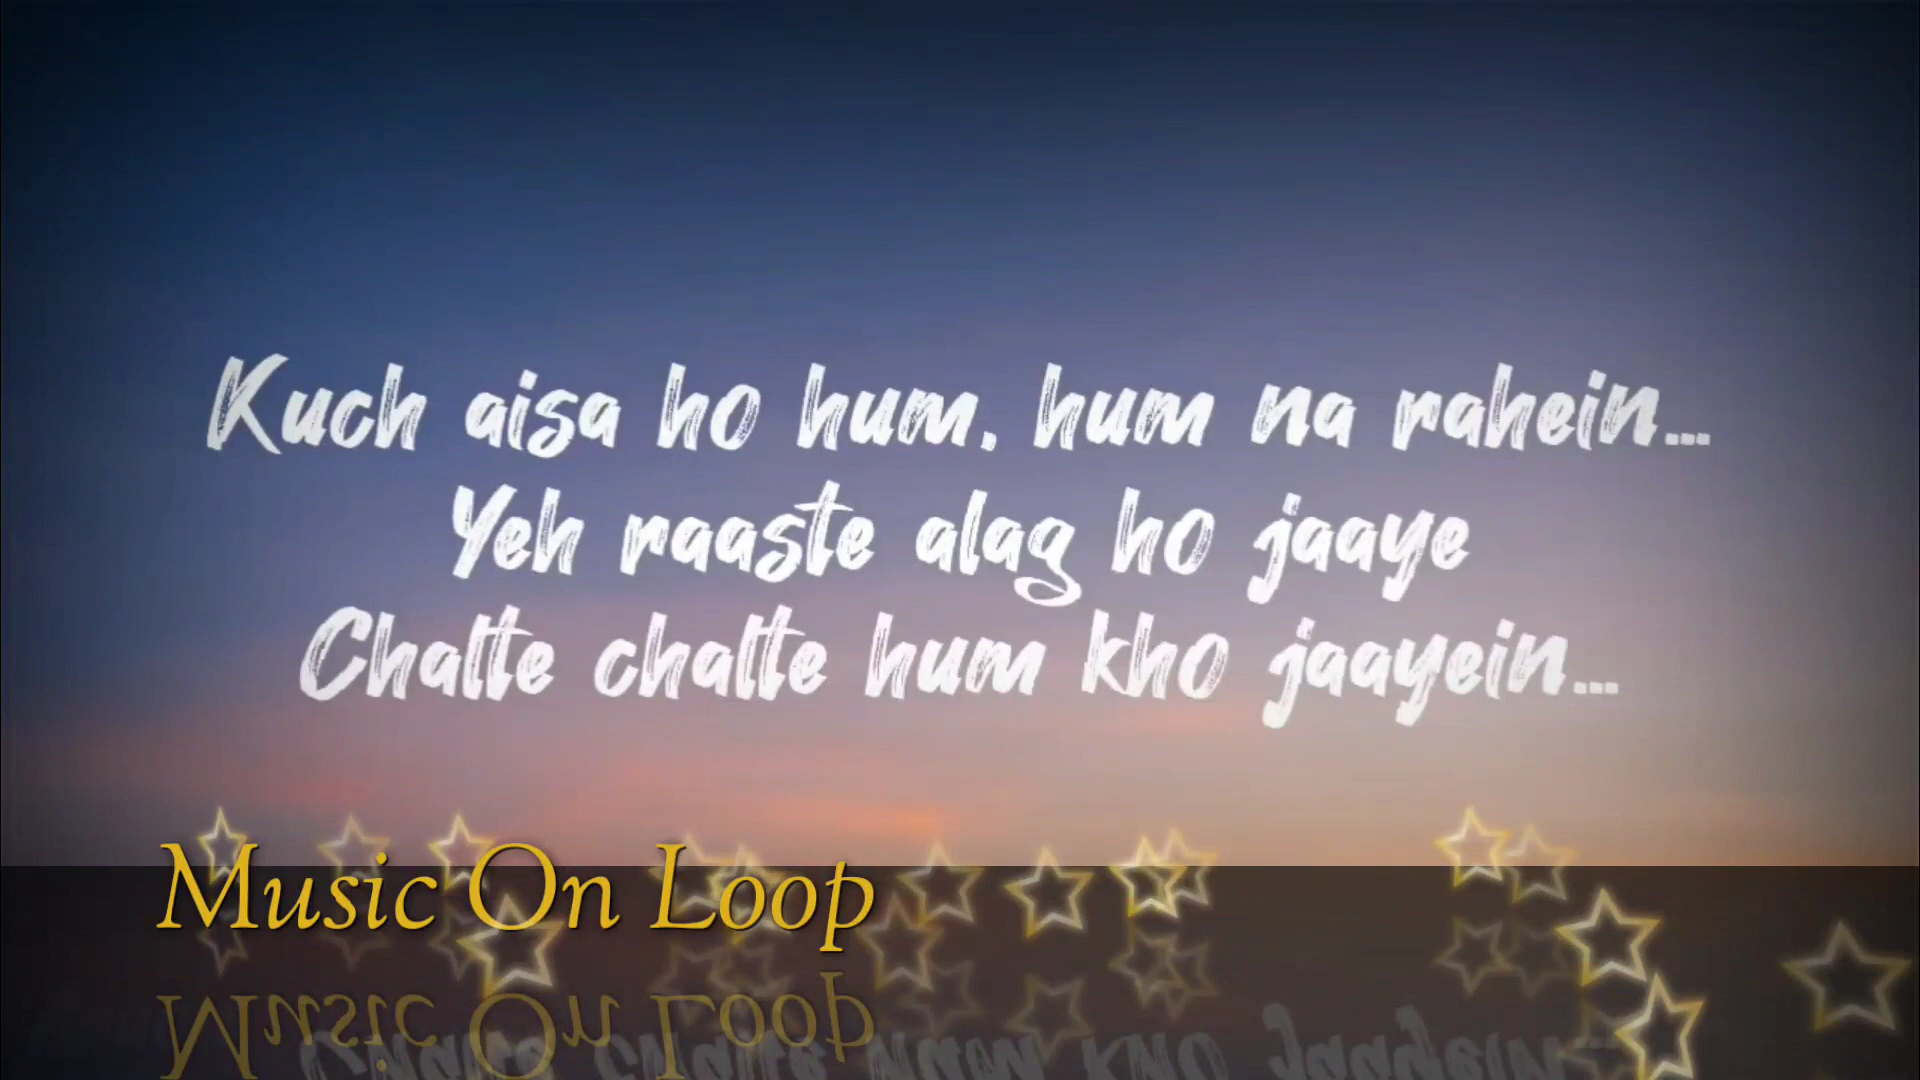 Kuch aisa ho hum, hum na rahein...
Yeh raaste alag ho jaaye
Chalte chalte hum kho jaayein...
Music On Loop